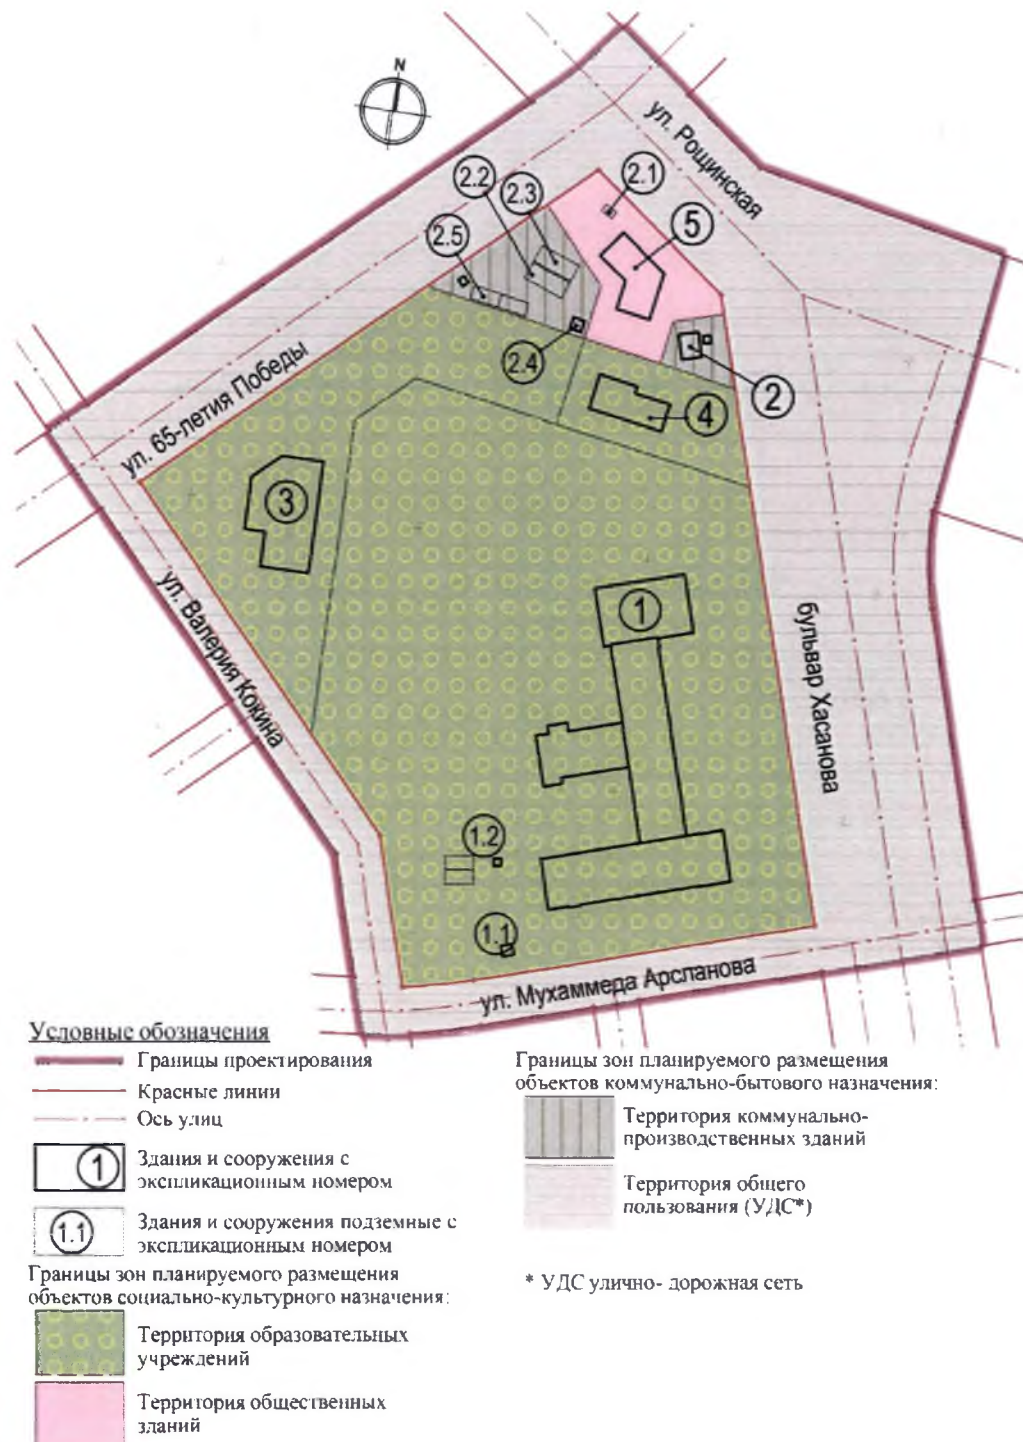 N
ул. Рощинская
2.1
2.2
2.3
5
2.5
2.4
2
4
ул. 65-летия Победы
3
1
ул. Валерия Кокина
бульвар Хасанова
1.2
1.1
ул. Мухаммеда Арсланова
Условные обозначения
Границы проектирования
Красные линии
Ось улиц
1
Здания и сооружения с
экспликационным номером
1.1
Здания и сооружения подземные с
экспликационным номером
Границы зон планируемого размещения
объектов социально-культурного назначения:
Территория образовательных
учреждений
Территория общественных
зданий
Границы зон планируемого размещения
объектов коммунально-бытового назначения:
Территория коммунально-
производственных зданий
Территория общего
пользования (УДС*)
* УДС улично- дорожная сеть